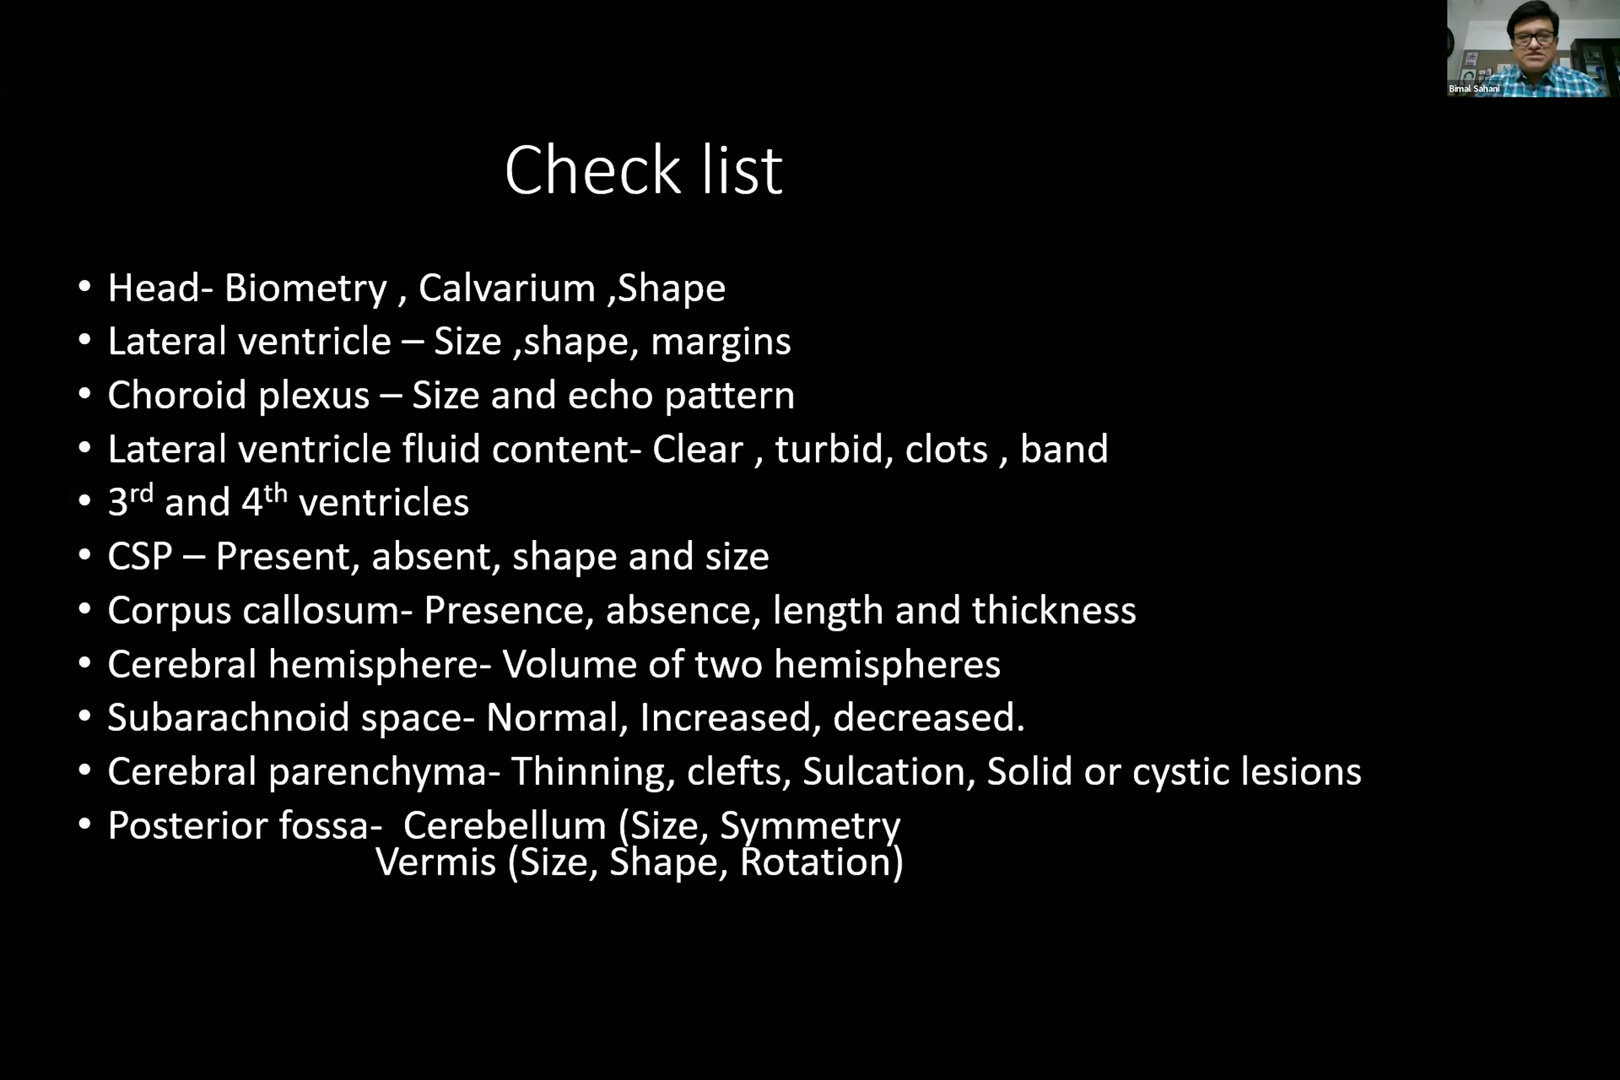 Bimal Sahani
Check list
• Head- Biometry , Calvarium ,Shape
• Lateral ventricle – Size ,shape, margins
• Choroid plexus – Size and echo pattern
• Lateral ventricle fluid content- Clear , turbid, clots , band
• 3rd and 4th ventricles
• CSP – Present, absent, shape and size
• Corpus callosum- Presence, absence, length and thickness
• Cerebral hemisphere- Volume of two hemispheres
• Subarachnoid space- Normal, Increased, decreased.
• Cerebral parenchyma- Thinning, clefts, Sulcation, Solid or cystic lesions
• Posterior fossa- Cerebellum (Size, Symmetry
Vermis (Size, Shape, Rotation)